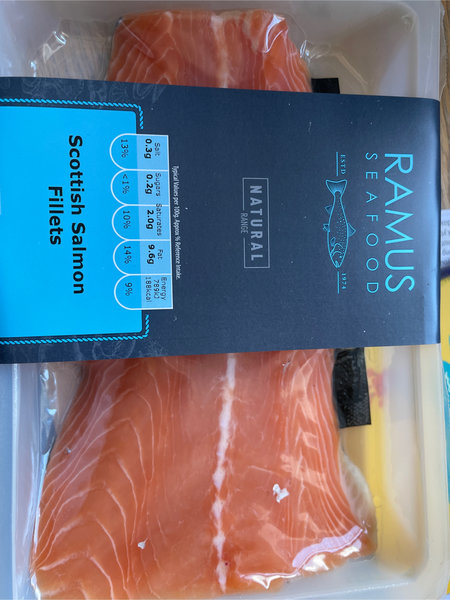 RAMUS
SEAFOOD
ESTD 1974
NATURAL
RANGE
Typical Values per 100g. Approx % Reference Intake.
Salt Sugars Saturates Fat Energy
0.3g 0.2g 2.0g 9.6g 789kJ
188kcal
13% <1% 10% 14% 9%
Scottish Salmon
Fillets